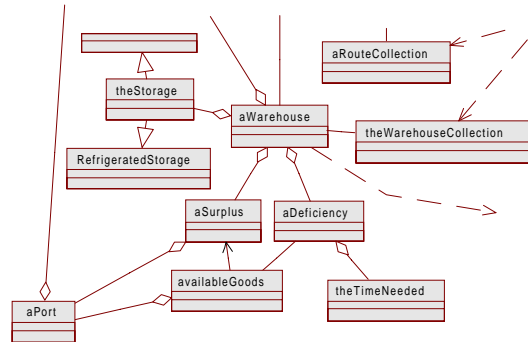 aRouteCollection
theStorage
aWarehouse
theWarehouseCollection
RefrigeratedStorage
aSurplus
aDeficiency
availableGoods
theTimeNeeded
aPort